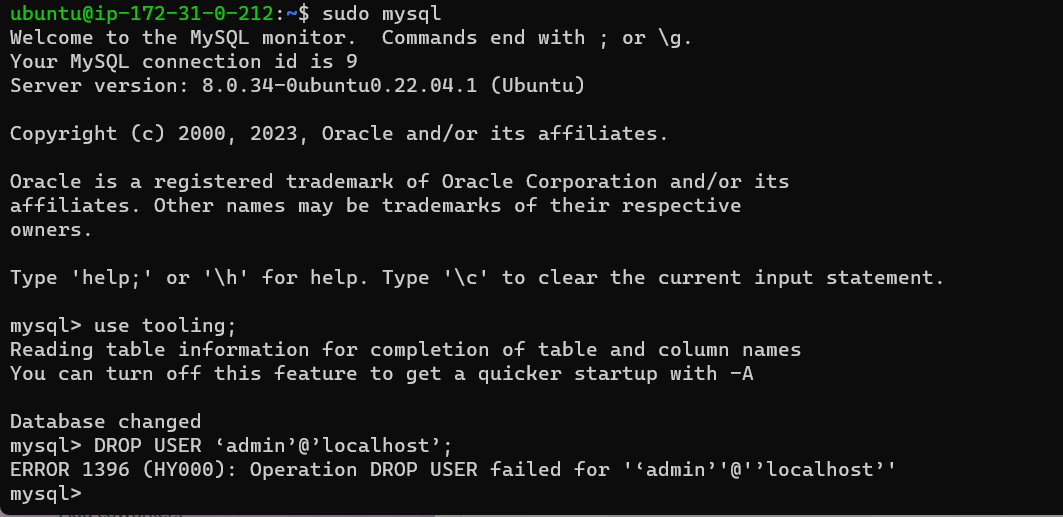 ubuntu@ip-172-31-0-212:~$ sudo mysql
Welcome to the MySQL monitor.  Commands end with ; or \g.
Your MySQL connection id is 9
Server version: 8.0.34-0ubuntu0.22.04.1 (Ubuntu)
Copyright (c) 2000, 2023, Oracle and/or its affiliates.
Oracle is a registered trademark of Oracle Corporation and/or its
affiliates. Other names may be trademarks of their respective
owners.
Type 'help;' or '\h' for help. Type '\c' to clear the current input statement.
mysql> use tooling;
Reading table information for completion of table and column names
You can turn off this feature to get a quicker startup with -A
Database changed
mysql> DROP USER ‘admin’@’localhost’;
ERROR 1396 (HY000): Operation DROP USER failed for '‘admin’'@'’localhost’'
mysql>